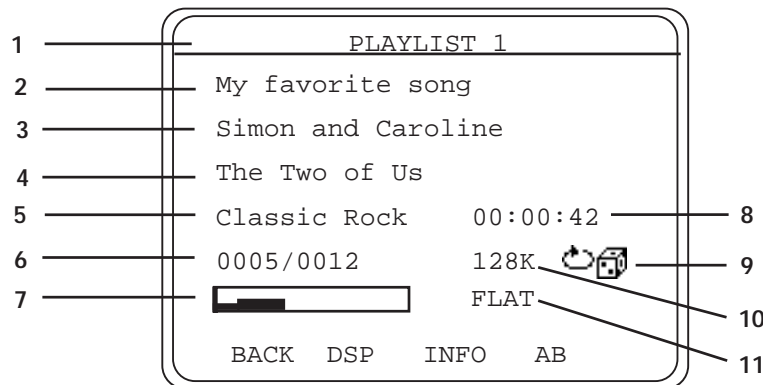 1 PLAYLIST 1
2 My favorite song
3 Simon and Caroline
4 The Two of Us
5 Classic Rock 00:00:42 8
6 0005/0012 128K 9
7 FLAT 10
BACK DSP INFO AB 11